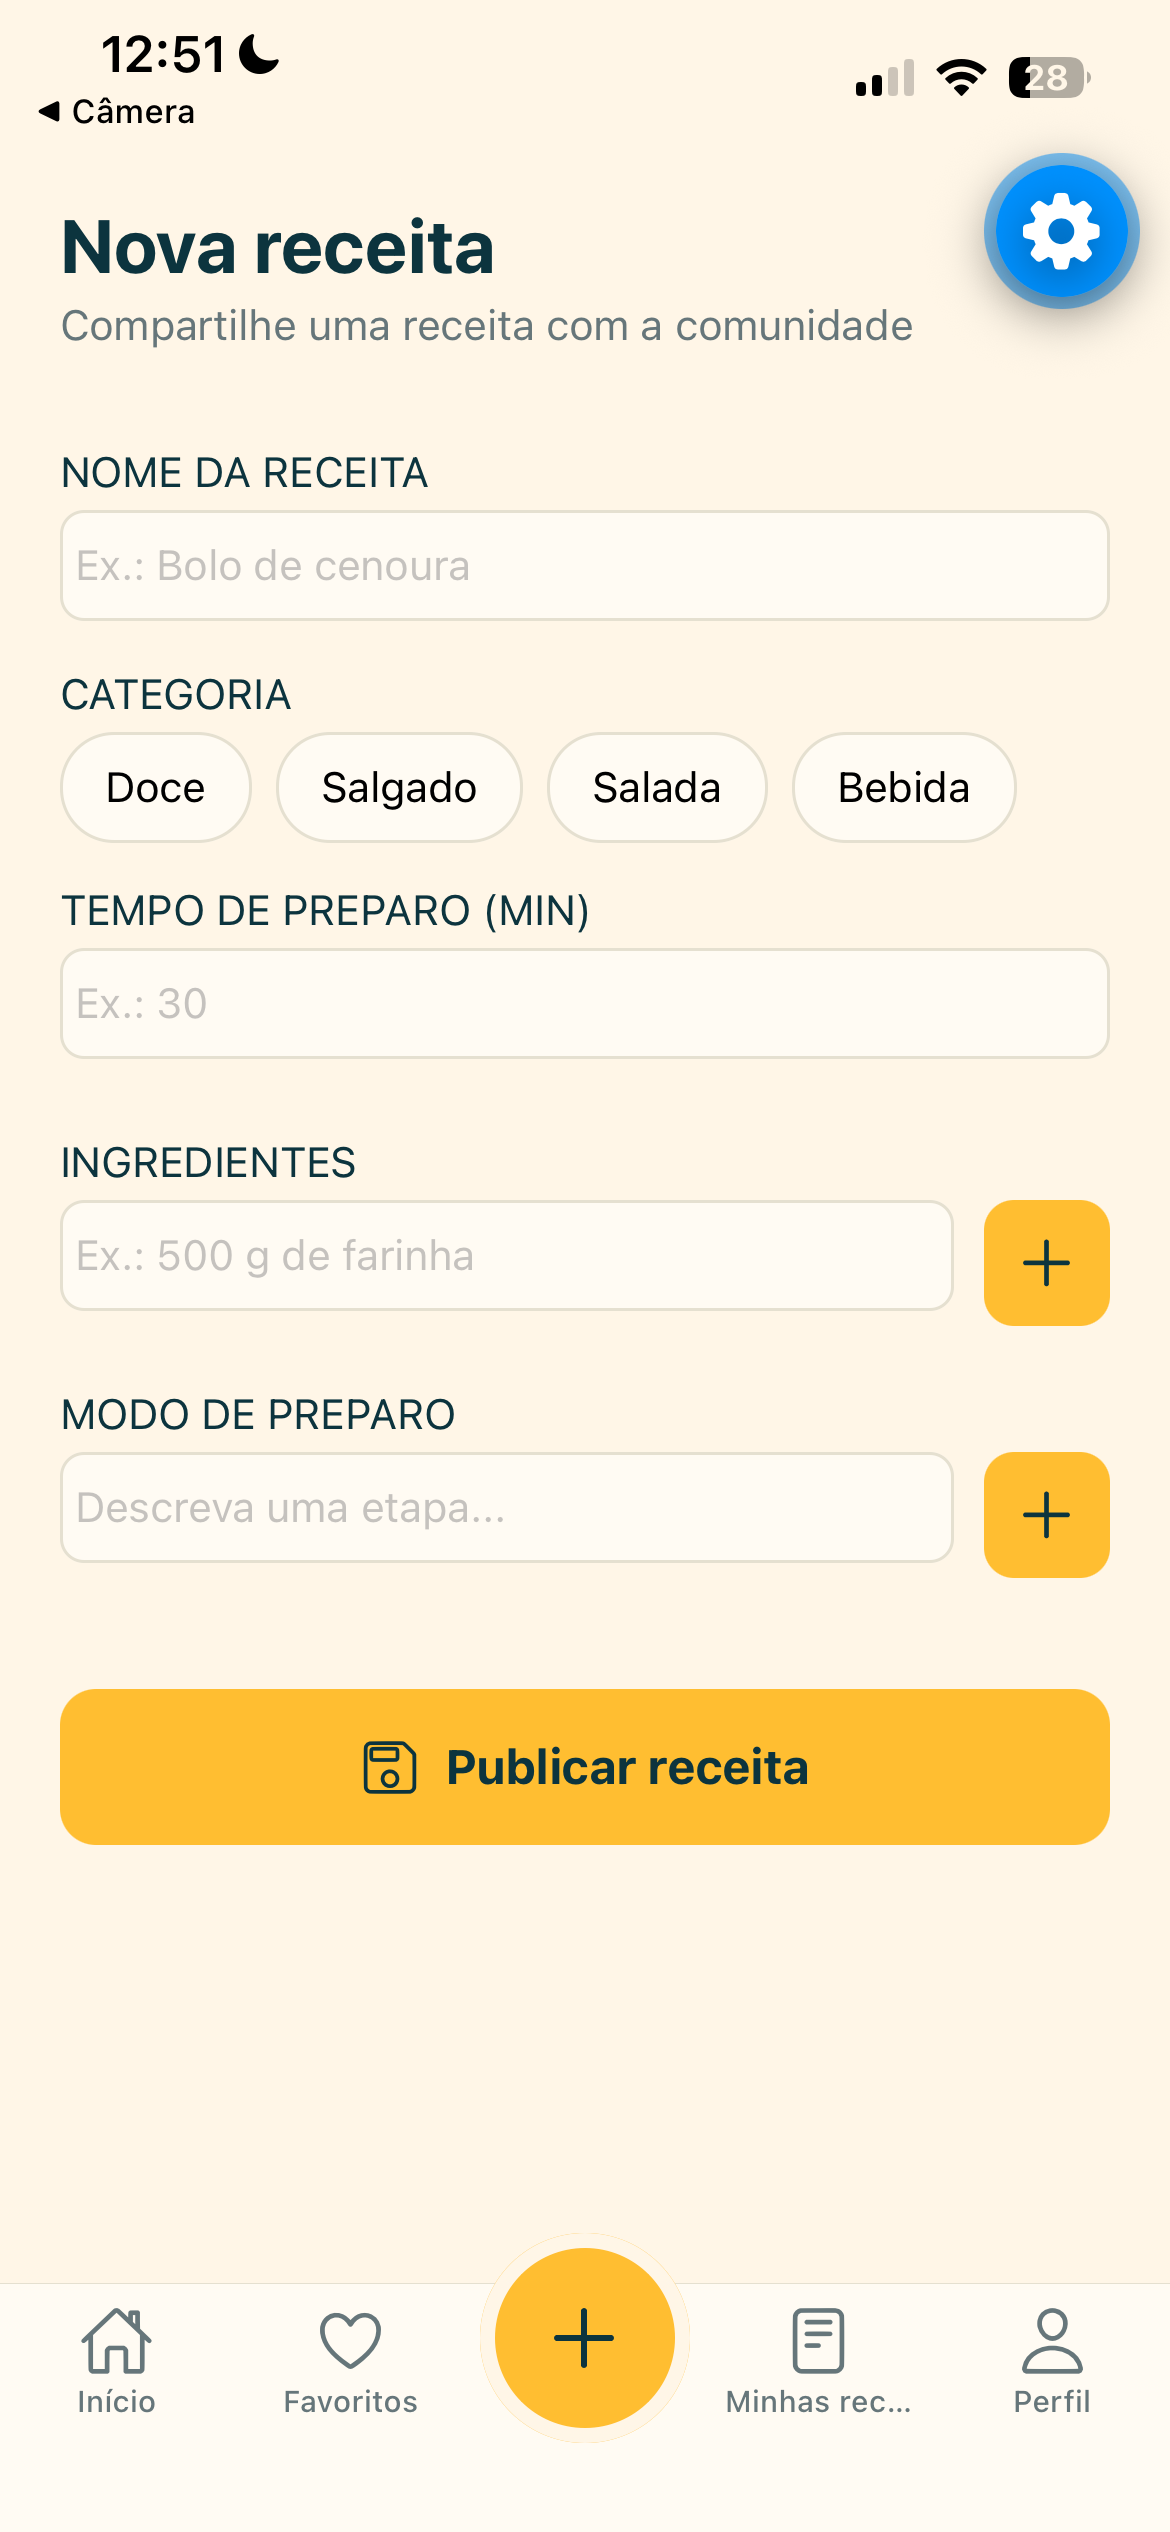 12:51
28
◀ Câmera
Nova receita
Compartilhe uma receita com a comunidade
NOME DA RECEITA
Ex.: Bolo de cenoura
CATEGORIA
Doce
Salgado
Salada
Bebida
TEMPO DE PREPARO (MIN)
Ex.: 30
INGREDIENTES
Ex.: 500 g de farinha
MODO DE PREPARO
Descreva uma etapa...
Publicar receita
Início
Favoritos
Minhas rec...
Perfil